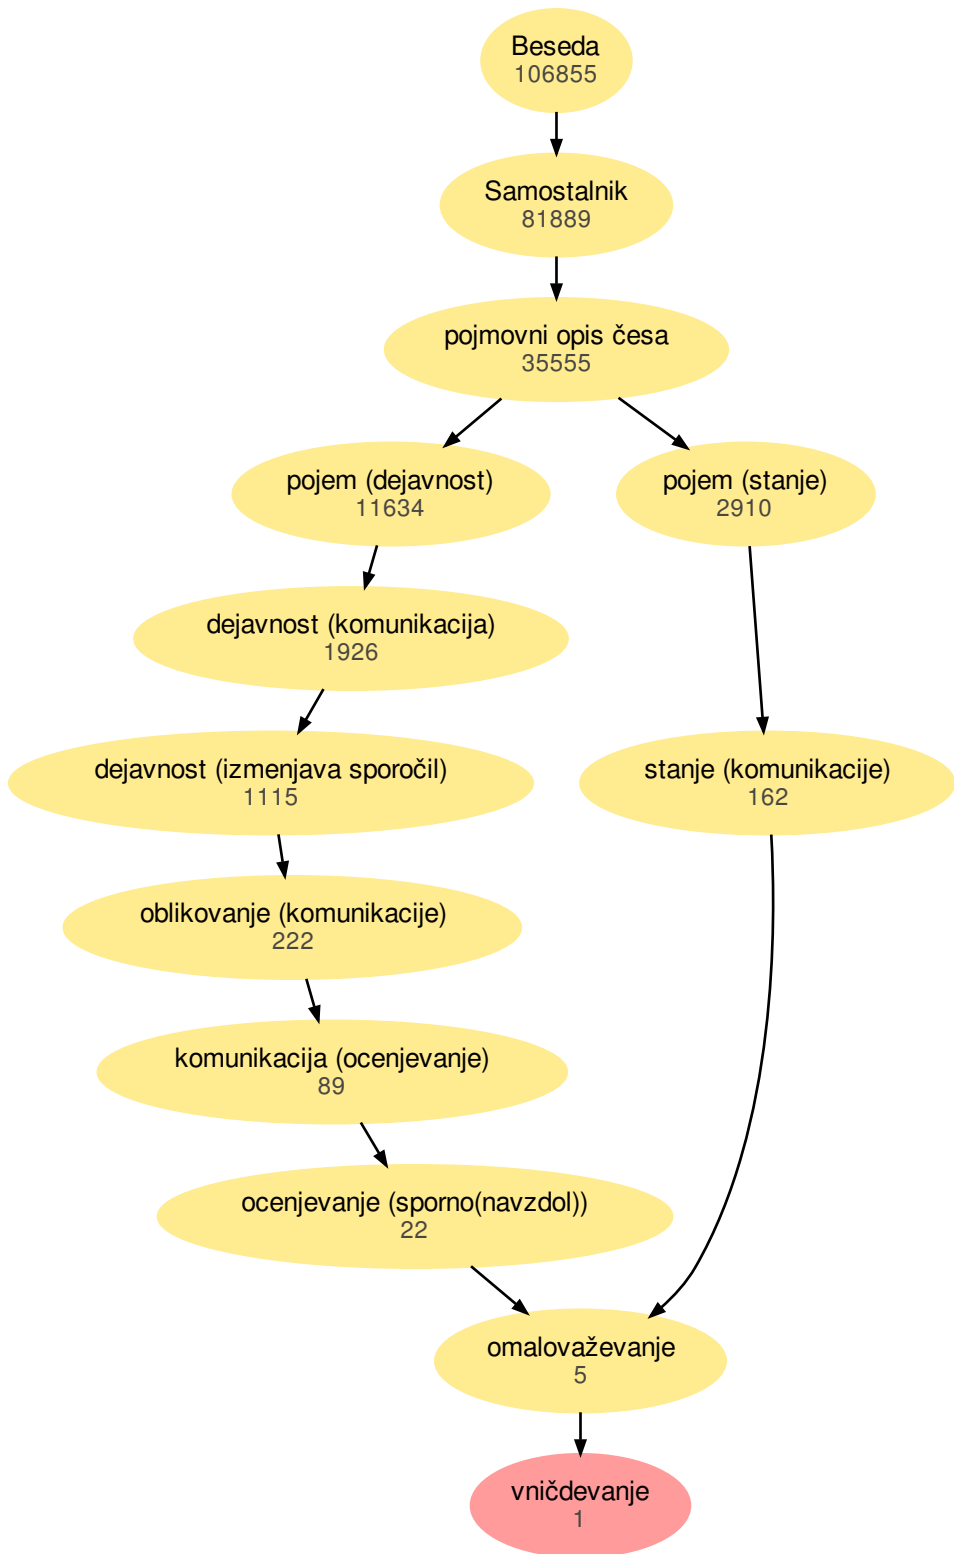 Beseda
106855
Samostalnik
81889
pojmovni opis česa
35555
pojem (dejavnost)
11634
pojem (stanje)
2910
dejavnost (komunikacija)
1926
dejavnost (izmenjava sporočil)
1115
stanje (komunikacije)
162
oblikovanje (komunikacije)
222
komunikacija (ocenjevanje)
89
ocenjevanje (sporno(navzdol))
22
omalovaževanje
5
vničdevanje
1